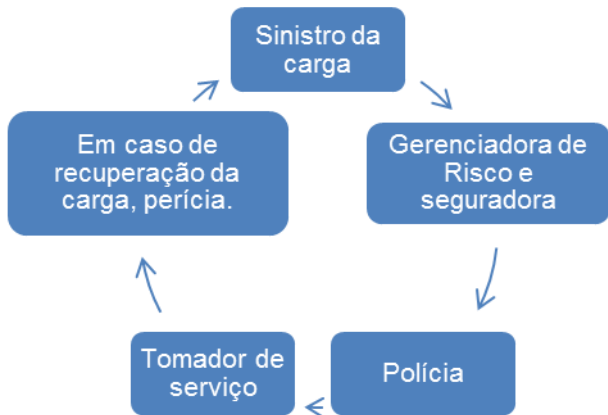 Sinistro da
carga
Gerenciadora de
Risco e
seguradora
Polícia
Tomador de
serviço
Em caso de
recuperação da
carga, perícia.